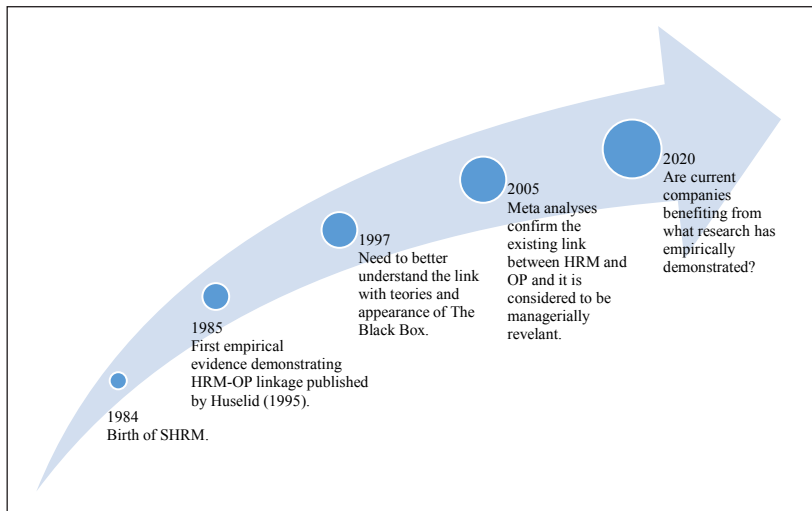 1984
Birth of SHRM.
1985
First empirical
evidence demonstrating
HRM-OP linkage published
by Huselid (1995).
1997
Need to better
understand the link
with teories and
appearance of The
Black Box.
2005
Meta analyses
confirm the
existing link
between HRM and
OP and it is
considered to be
managerially
revelant.
2020
Are current
companies
benefiting from
what research has
empirically
demonstrated?